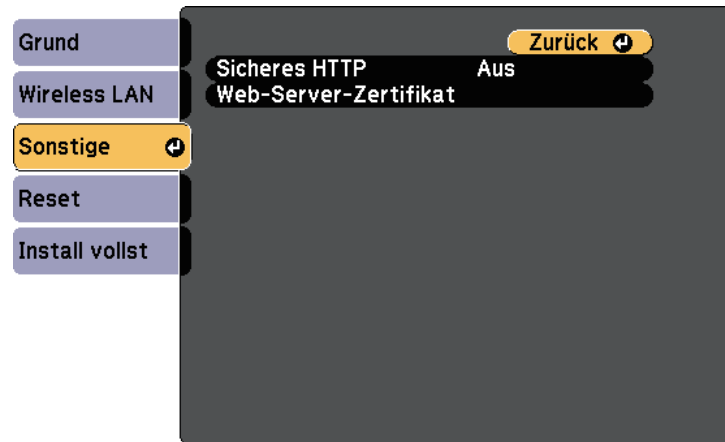 Grund
Wireless LAN
Sonstige
Reset
Install vollst
Zurück
Sicheres HTTP Aus
Web-Server-Zertifikat